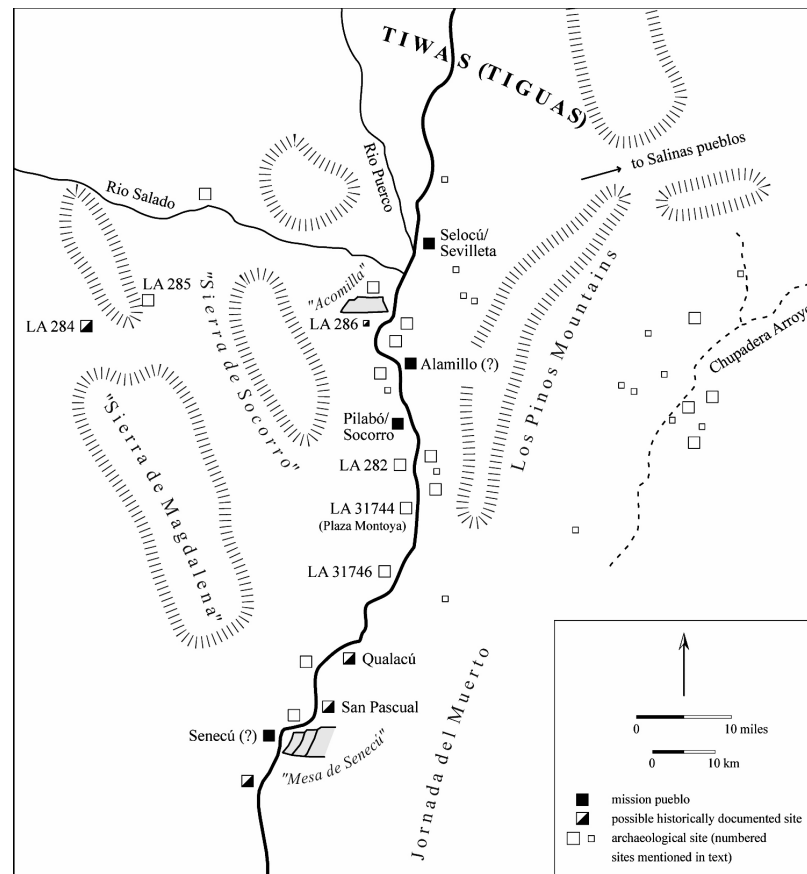 TIWAS (TIGUAS)
to Salinas pueblos
Rio Puerco
Rio Salado
Selocú/
Sevilleta
"Acomilla"
LA 285
LA 284
LA 286
"Sierra de Socorro"
Alamillo (?)
Los Pinos Mountains
Chupadera Arroyo
Pilabó/
Socorro
"Sierra de Magdalena"
LA 282
LA 31744
(Plaza Montoya)
LA 31746
Qualacú
San Pascual
Senecú (?)
"Mesa de Senecú"
Jornada del Muerto
0 10 miles
0 10 km
mission pueblo
possible historically documented site
archaeological site (numbered
sites mentioned in text)